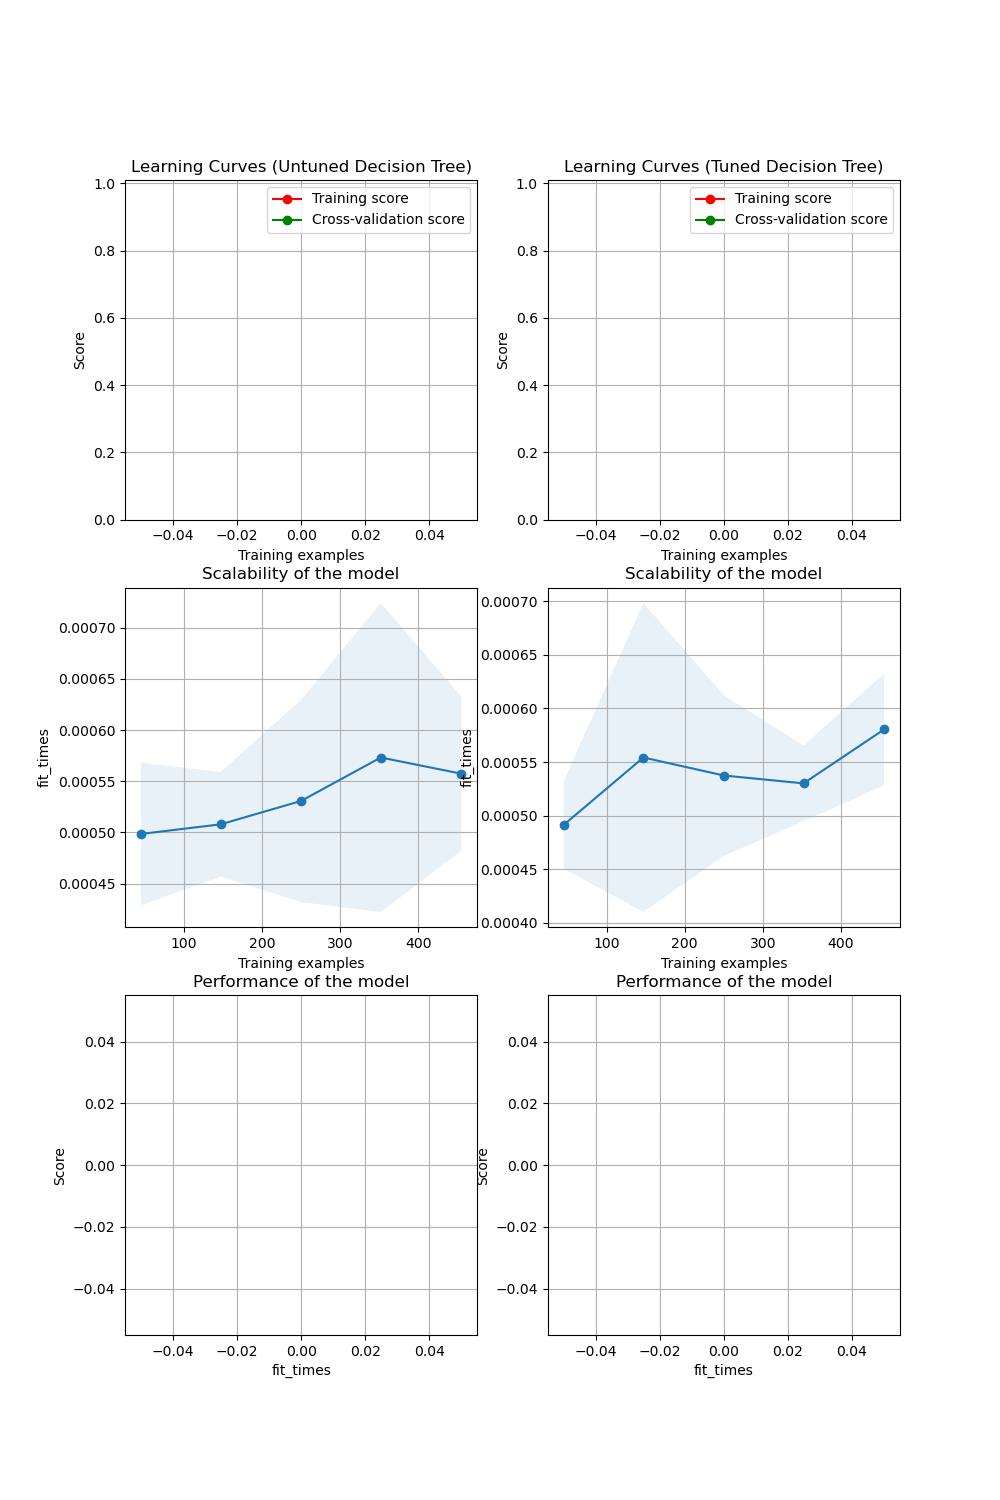 Learning Curves (Untuned Decision Tree)
1.0
0.8
0.6
0.4
0.2
0.0
Score
Training score
Cross-validation score
−0.04 −0.02 0.00 0.02 0.04
Training examples
Learning Curves (Tuned Decision Tree)
1.0
0.8
0.6
0.4
0.2
0.0
Score
Training score
Cross-validation score
−0.04 −0.02 0.00 0.02 0.04
Training examples
Scalability of the model
0.00070
0.00065
0.00060
0.00055
0.00050
0.00045
fit_times
100 200 300 400
Training examples
Scalability of the model
0.00070
0.00065
0.00060
0.00055
0.00050
0.00045
0.00040
fit_times
100 200 300 400
Training examples
Performance of the model
0.04
0.02
0.00
−0.02
−0.04
Score
−0.04 −0.02 0.00 0.02 0.04
fit_times
Performance of the model
0.04
0.02
0.00
−0.02
−0.04
Score
−0.04 −0.02 0.00 0.02 0.04
fit_times